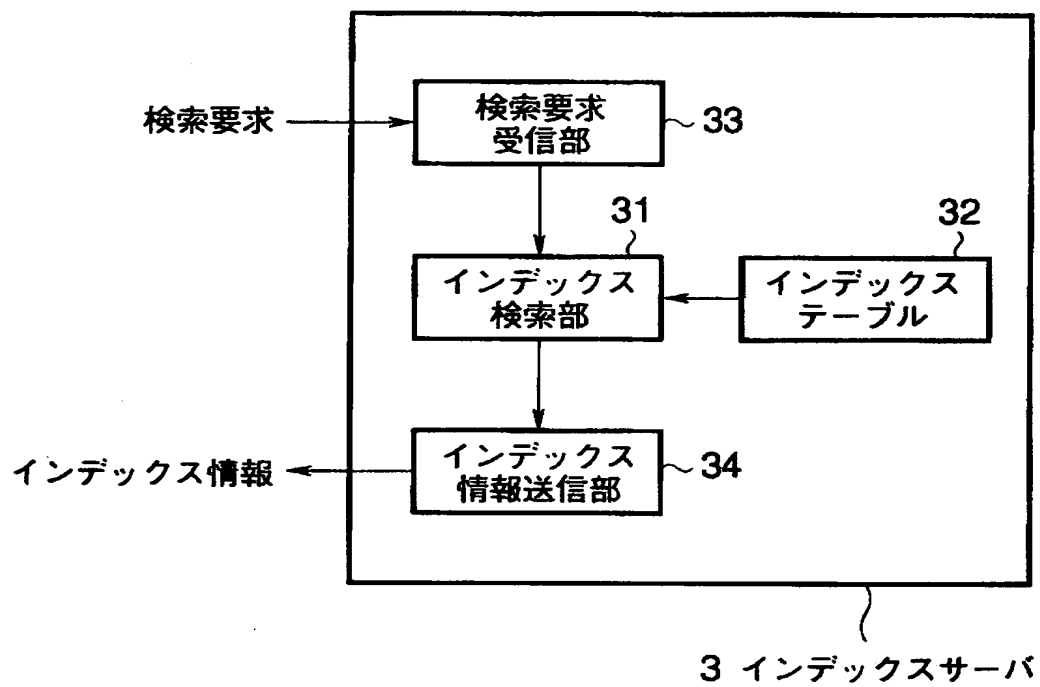 検索要求
検索要求
受信部
33
31
32
インデックス
検索部
インデックス
テーブル
インデックス情報
インデックス
情報送信部
34
3 インデックスサーバ